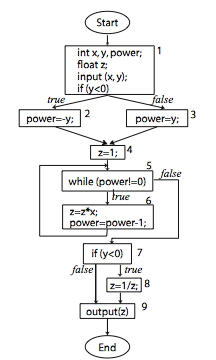 Start
int x, y, power;
float z;
input (x, y);
if (y<0)
1
true
false
power=-y;
2
power=y;
3
z=1;
4
5
while (power!=0)
false
true
6
z=z*x;
power=power-1;
if (y<0)
7
false
true
z=1/z;
8
9
output(z)
End